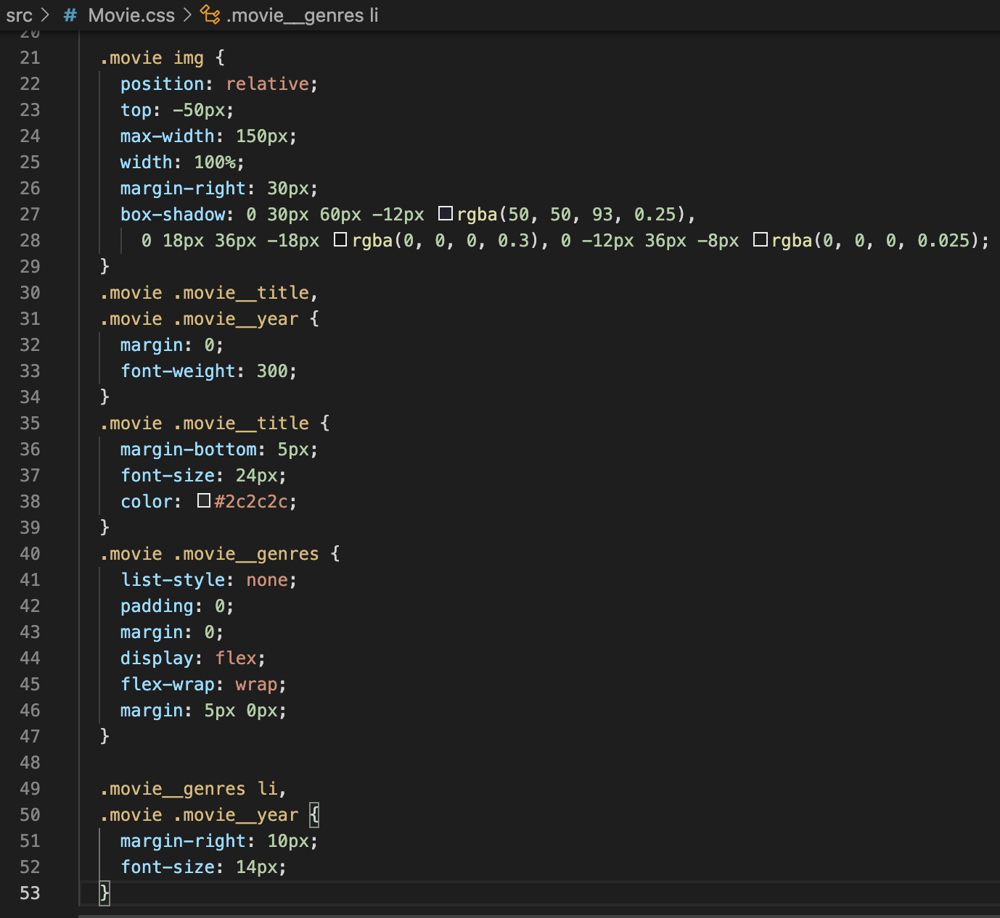 src > # Movie.css > .movie__genres li
20
21 .movie img {
22 position: relative;
23 top: -50px;
24 max-width: 150px;
25 width: 100%;
26 margin-right: 30px;
27 box-shadow: 0 30px 60px -12px rgba(50, 50, 93, 0.25),
28 0 18px 36px -18px rgba(0, 0, 0, 0.3), 0 -12px 36px -8px rgba(0, 0, 0, 0.025);
29 }
30 .movie .movie__title,
31 .movie .movie__year {
32 margin: 0;
33 font-weight: 300;
34 }
35 .movie .movie__title {
36 margin-bottom: 5px;
37 font-size: 24px;
38 color: #2c2c2c;
39 }
40 .movie .movie__genres {
41 list-style: none;
42 padding: 0;
43 margin: 0;
44 display: flex;
45 flex-wrap: wrap;
46 margin: 5px 0px;
47 }
48
49 .movie__genres li,
50 .movie .movie__year {
51 margin-right: 10px;
52 font-size: 14px;
53 }